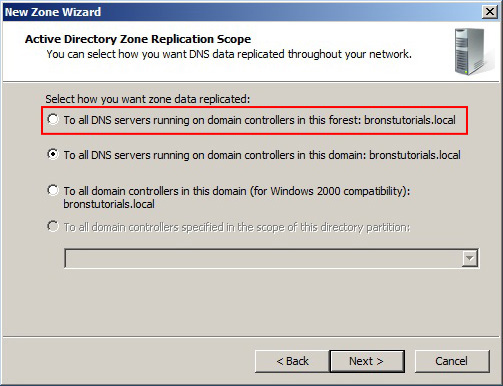 New Zone Wizard
Active Directory Zone Replication Scope
You can select how you want DNS data replicated throughout your network.
Select how you want zone data replicated:
To all DNS servers running on domain controllers in this forest: bronstutorials.local
To all DNS servers running on domain controllers in this domain: bronstutorials.local
To all domain controllers in this domain (for Windows 2000 compatibility):
bronstutorials.local
To all domain controllers specified in the scope of this directory partition:
< Back Next > Cancel